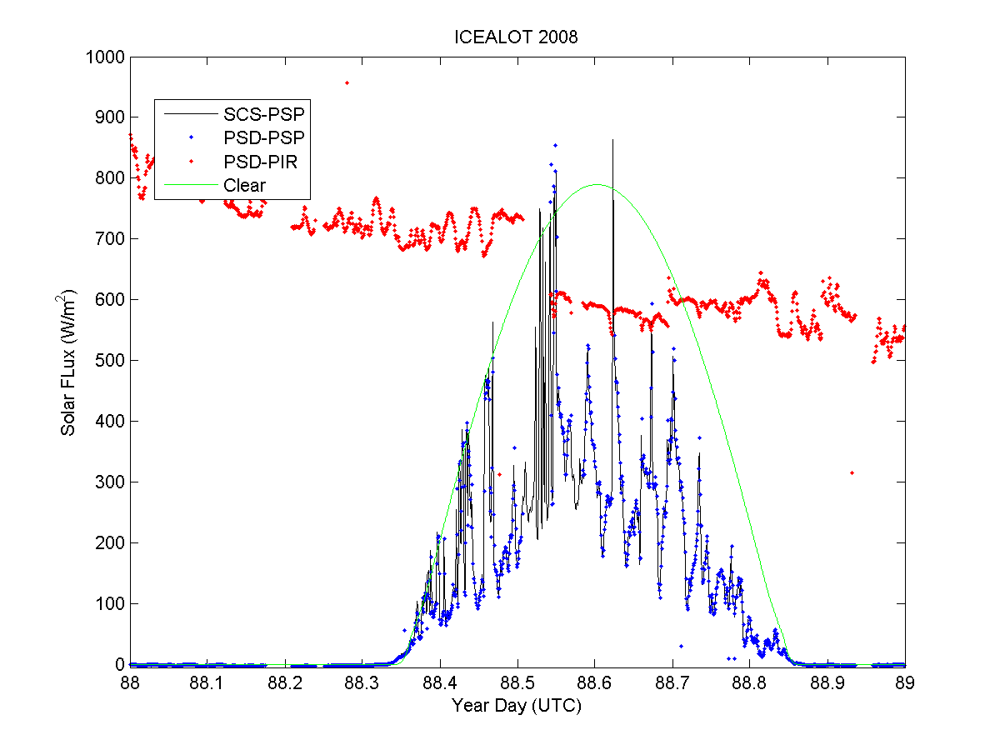 ICEALOT 2008
1000
900
800
700
600
500
400
300
200
100
0
Solar FLux (W/m²)
SCS-PSP
PSD-PSP
PSD-PIR
Clear
88 88.1 88.2 88.3 88.4 88.5 88.6 88.7 88.8 88.9 89
Year Day (UTC)